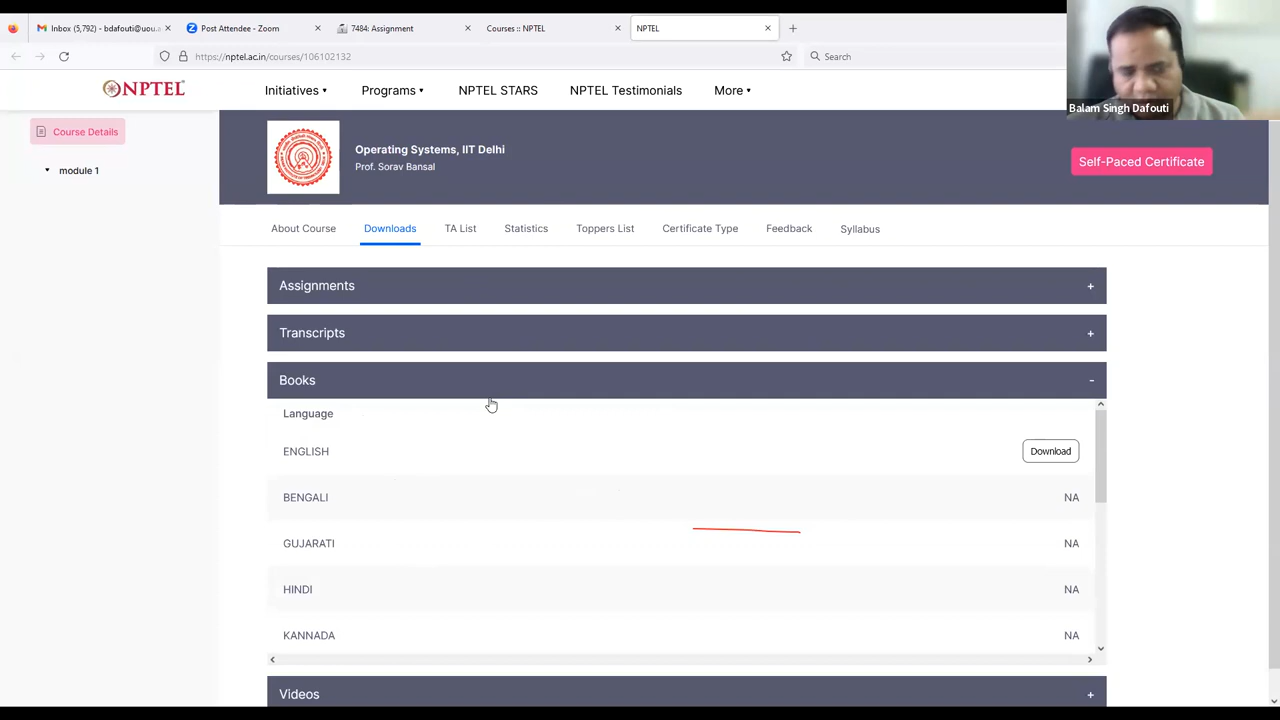 Inbox (5,792) - bdafouti@uou.a
Post Attendee - Zoom
7484: Assignment
Courses :: NPTEL
NPTEL
https://nptel.ac.in/courses/106102132
Search
Balam Singh Dafouti
NPTEL
Initiatives
Programs
NPTEL STARS
NPTEL Testimonials
More
Course Details
module 1
Operating Systems, IIT Delhi
Prof. Sorav Bansal
Self-Paced Certificate
About Course
Downloads
TA List
Statistics
Toppers List
Certificate Type
Feedback
Syllabus
Assignments +
Transcripts +
Books -
Language
ENGLISH Download
BENGALI NA
GUJARATI NA
HINDI NA
KANNADA NA
Videos +